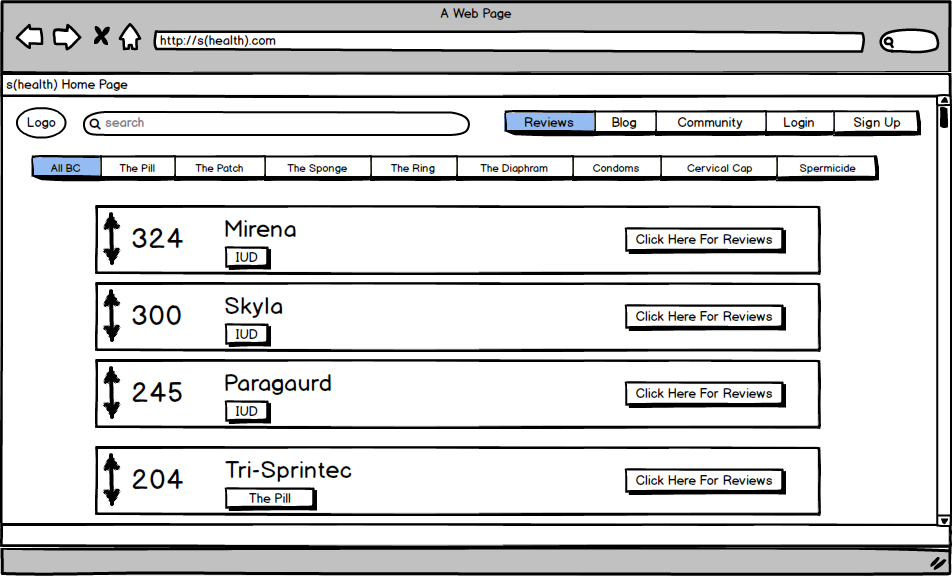 A Web Page
http://s(health).com
s(health) Home Page
Logo
search
Reviews Blog Community Login Sign Up
All BC The Pill The Patch The Sponge The Ring The Diaphram Condoms Cervical Cap Spermicide
324 Mirena
IUD
Click Here For Reviews
300 Skyla
IUD
Click Here For Reviews
245 Paragaurd
IUD
Click Here For Reviews
204 Tri-Sprintec
The Pill
Click Here For Reviews